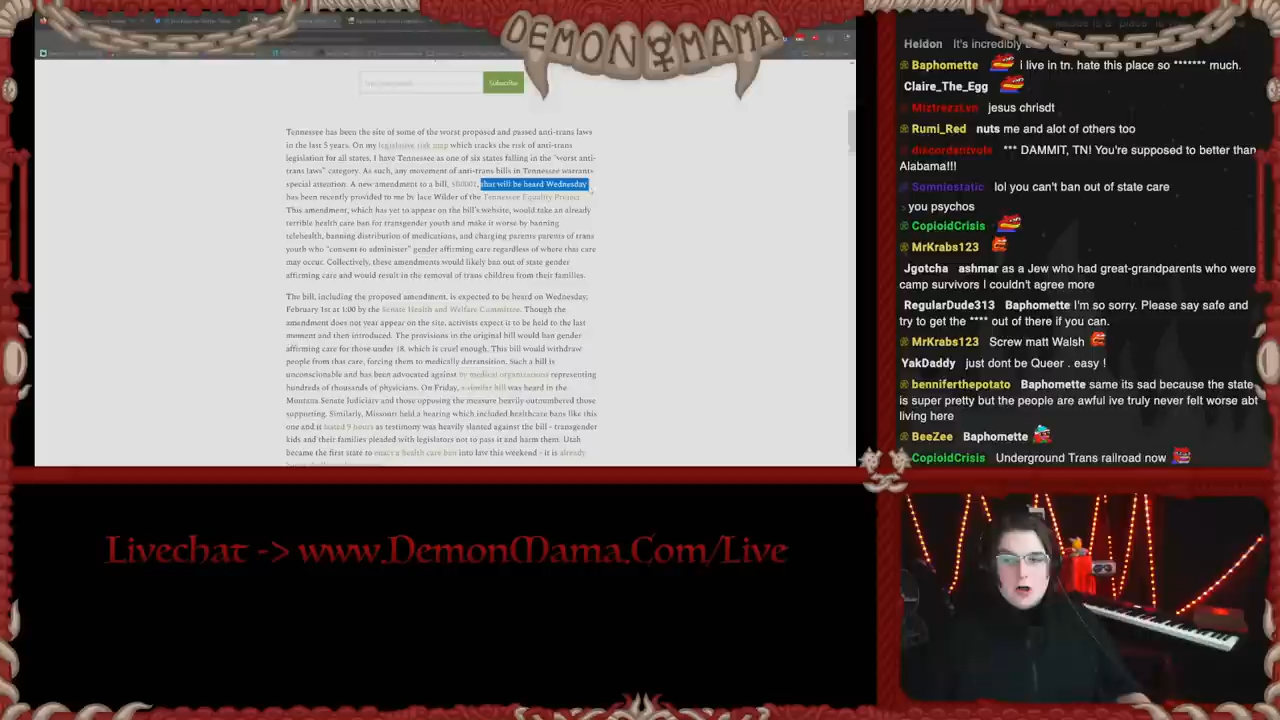 DEMON MAMA
Subscribe
Tennessee has been the site of some of the worst proposed and passed anti-trans laws
in the last 5 years. On my legislative risk map which tracks the risk of anti-trans
legislation for all states, I have Tennessee as one of six states falling in the "worst anti-
trans laws" category. As such, any movement of anti-trans bills in Tennessee warrants
special attention. A new amendment to a bill, that will be heard Wednesday
has been recently provided to me by Jace Wilder of the Tennessee Equality Project
This amendment, which has yet to appear on the bill's website, would take an already
terrible health care ban for transgender youth and make it worse by banning
telehealth, banning distribution of medications, and charging parents parents of trans
youth who "consent to administer" gender affirming care regardless of where that care
may occur. Collectively, these amendments would likely ban out of state gender
affirming care and would result in the removal of trans children from their families.
The bill, including the proposed amendment, is expected to be heard on Wednesday,
February 1st at 1:00 by the Senate Health and Welfare Committee. Though the
amendment does not year appear on the site, activists expect it to be held to the last
moment and then introduced. The provisions in the original bill would ban gender
affirming care for those under 18, which is cruel enough. This bill would withdraw
people from that care, forcing them to medically detransition. Such a bill is
unconscionable and has been advocated against by medical organizations representing
hundreds of thousands of physicians. On Friday, a similar bill was heard in the
Montana Senate Judiciary and those opposing the measure heavily outnumbered those
supporting. Similarly, Missouri held a hearing which included healthcare bans like this
one and it lasted 9 hours as testimony was heavily slanted against the bill - transgender
kids and their families pleaded with legislators not to pass it and harm them. Utah
became the first state to enact a health care ban into law this weekend - it is already
Heldon It's incredibly
Baphomette i live in tn. hate this place so ******* much.
Claire_The_Egg
Miztrezzi.vn jesus chrisdt
Rumi_Red nuts me and alot of others too
discordantvole *** DAMMIT, TN! You're supposed to better than
Alabama!!!
Somniostatic lol you can't ban out of state care
> you psychos
CopioidCrisis
MrKrabs123
Jgotcha ashmar as a Jew who had great-grandparents who were
camp survivors I couldn't agree more
RegularDude313 Baphomette I'm so sorry. Please say safe and
try to get the **** out of there if you can.
MrKrabs123 Screw matt Walsh
YakDaddy just dont be Queer . easy !
benniferthepotato Baphomette same its sad because the state
is super pretty but the people are awful ive truly never felt worse abt
living here
BeeZee Baphomette
CopioidCrisis Underground Trans railroad now
Livechat -> www.DemonMama.Com/Live